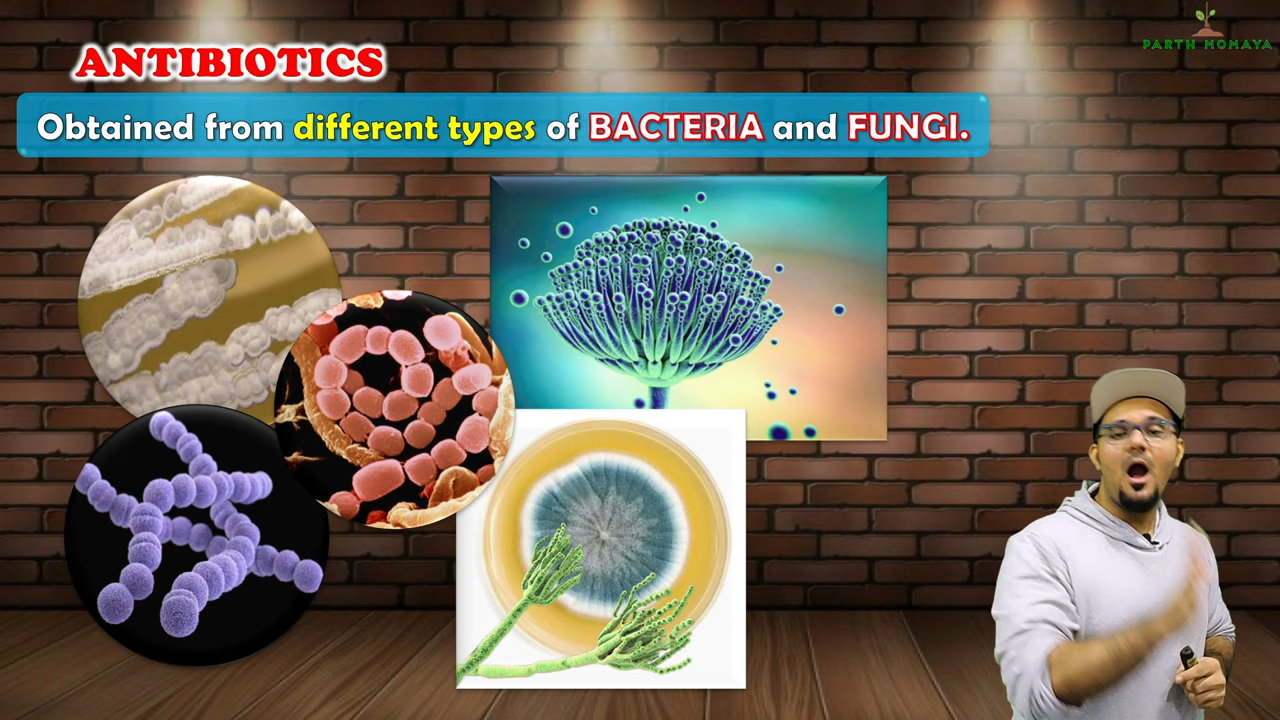 PARTH MOMAYA
ANTIBIOTICS
Obtained from different types of BACTERIA and FUNGI.